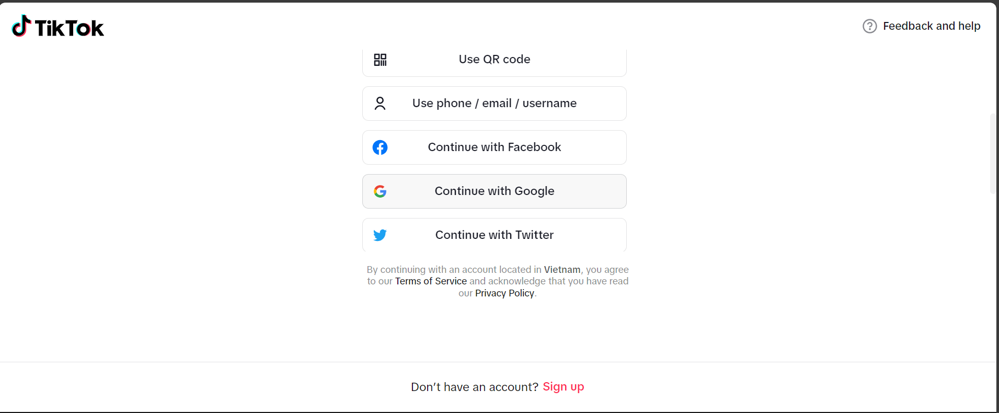 TikTok
Feedback and help
Use QR code
Use phone / email / username
Continue with Facebook
Continue with Google
Continue with Twitter
By continuing with an account located in Vietnam, you agree
to our Terms of Service and acknowledge that you have read
our Privacy Policy.
Don’t have an account? Sign up